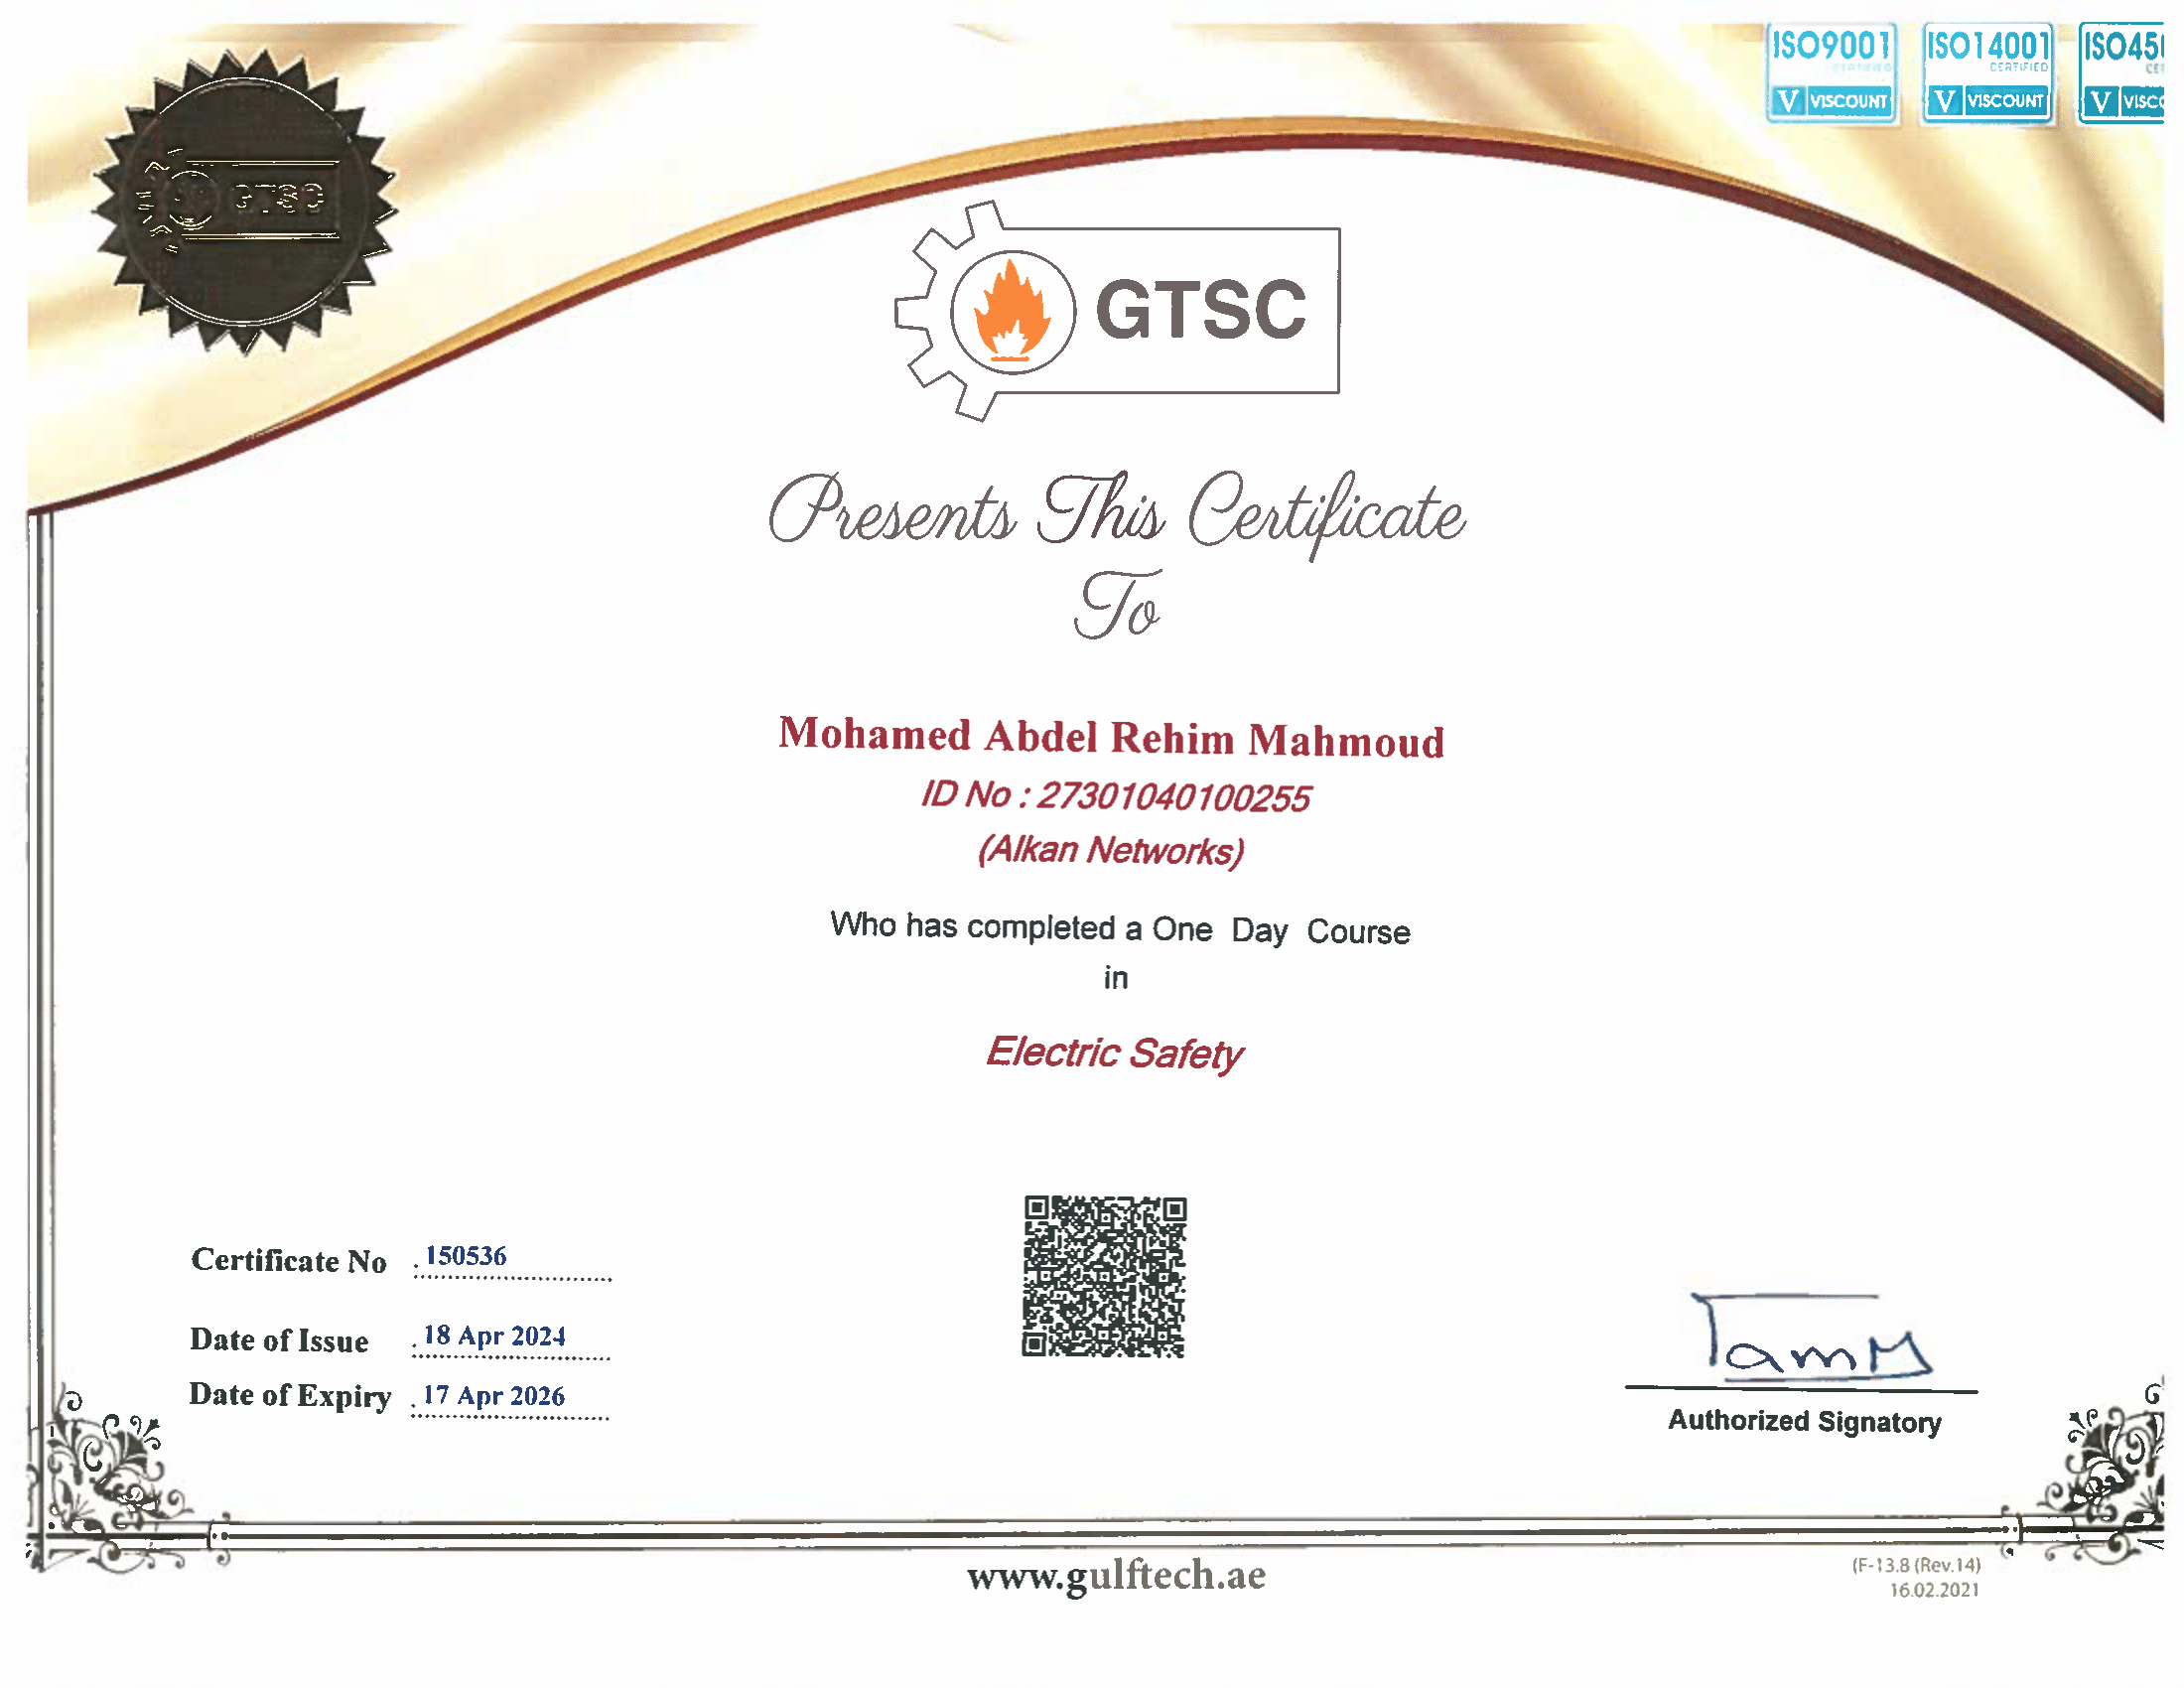 ISO9001 ISO14001 ISO45
CERTIFIED CERTIFIED CE
V VISCOUNT V VISCOUNT V VISC
GTSC
GTSC
Presents This Certificate
To
Mohamed Abdel Rehim Mahmoud
ID No : 27301040100255
(Alkan Networks)
Who has completed a One Day Course
in
Electric Safety
Certificate No . 150536
Date of Issue . 18 Apr 2024
Date of Expiry . 17 Apr 2026
TamM
Authorized Signatory
www.gulftech.ae
(F-13.8 (Rev.14)
16.02.2021